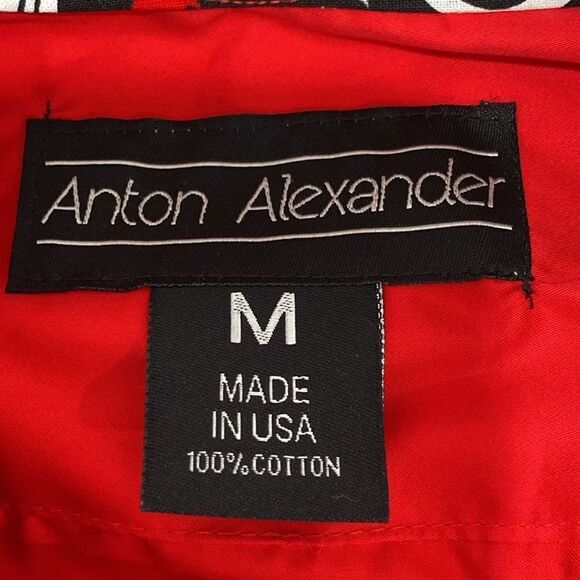 Anton Alexander
M
MADE
IN USA
100% COTTON